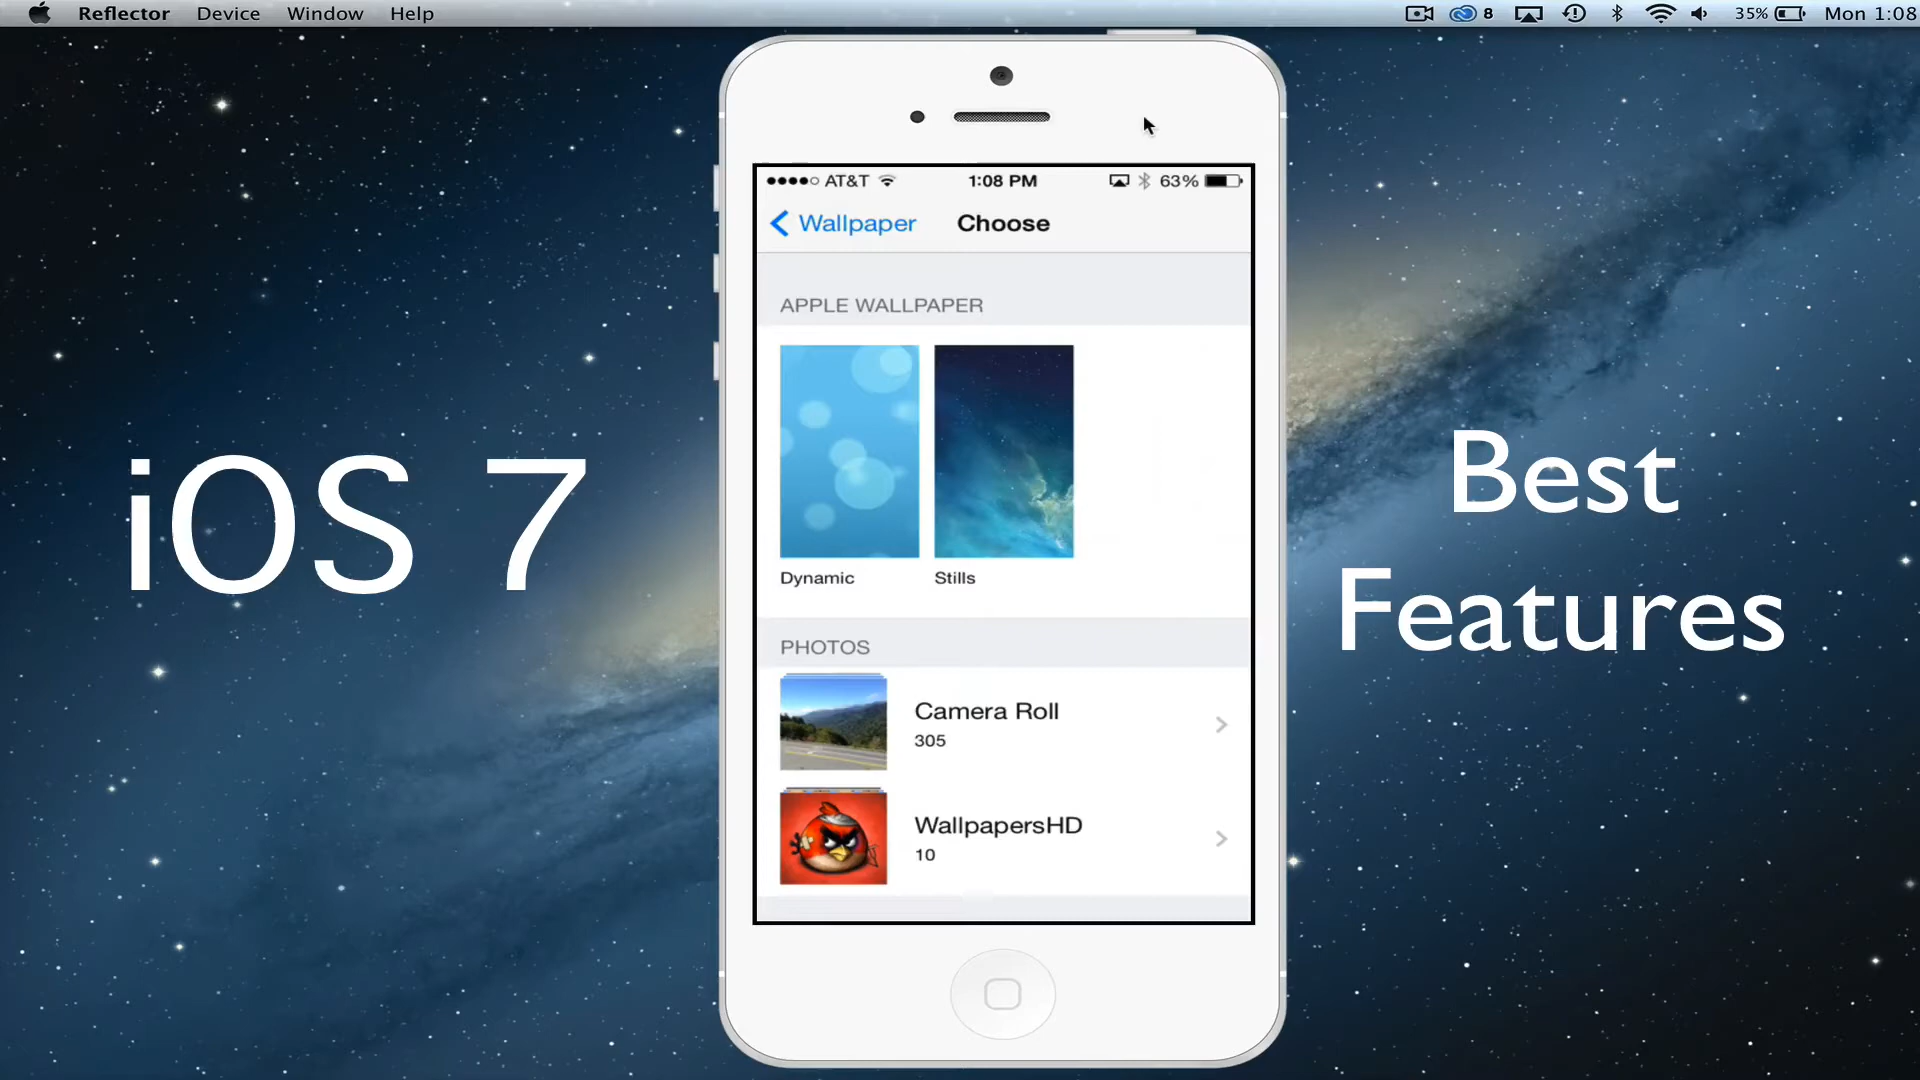 Reflector Device Window Help
8 35% Mon 1:08
AT&T 1:08 PM 63%
Wallpaper Choose
APPLE WALLPAPER
Dynamic Stills
PHOTOS
Camera Roll
305
WallpapersHD
10
iOS 7
Best
Features